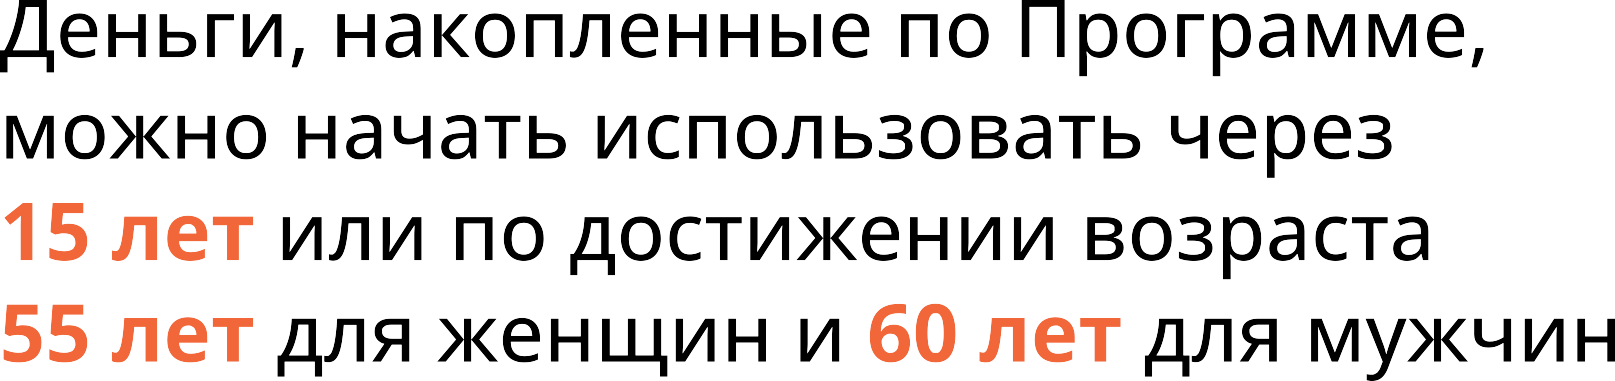 Деньги, накопленные по Программе,
можно начать использовать через
15 лет или по достижении возраста
55 лет для женщин и 60 лет для мужчин